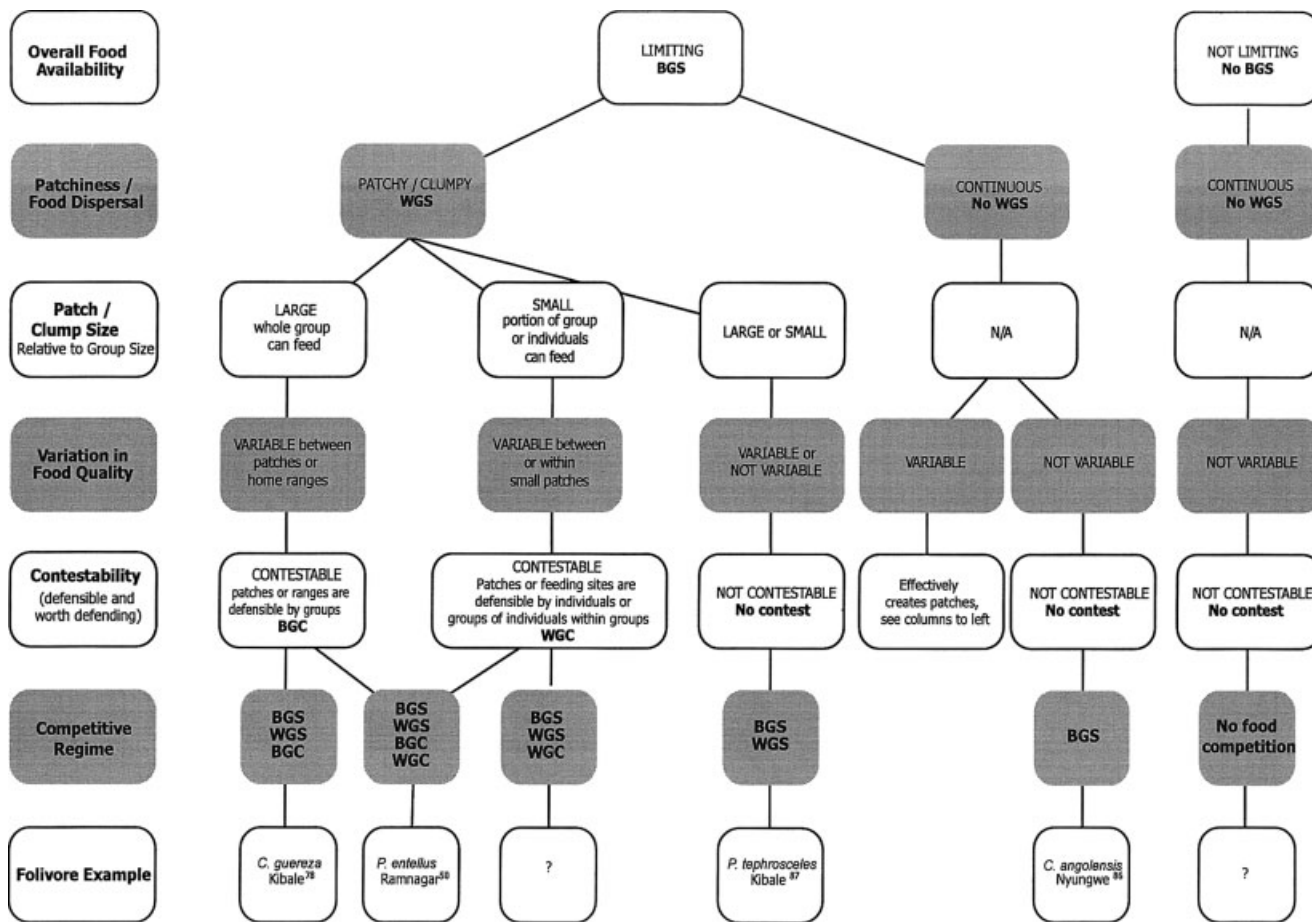 Overall Food
Availability
LIMITING
BGS
NOT LIMITING
No BGS
Patchiness /
Food Dispersal
PATCHY / CLUMPY
WGS
CONTINUOUS
No WGS
CONTINUOUS
No WGS
Patch /
Clump Size
Relative to Group Size
LARGE
whole group
can feed
SMALL
portion of group
or individuals
can feed
LARGE or SMALL
N/A
N/A
Variation in
Food Quality
VARIABLE between
patches or
home ranges
VARIABLE between
or within
small patches
VARIABLE or
NOT VARIABLE
VARIABLE
NOT VARIABLE
NOT VARIABLE
Contestability
(defensible and
worth defending)
CONTESTABLE
patches or ranges are
defensible by groups
BGC
CONTESTABLE
Patches or feeding sites are
defensible by individuals or
groups of individuals within groups
WGC
NOT CONTESTABLE
No contest
Effectively
creates patches,
see columns to left
NOT CONTESTABLE
No contest
NOT CONTESTABLE
No contest
Competitive
Regime
BGS
WGS
BGC
BGS
WGS
BGC
WGC
BGS
WGS
WGC
BGS
WGS
BGS
No food
competition
Folivore Example
C. guereza
Kibale78
P. entellus
Ramnagar50
?
P. tephrosceles
Kibale 87
C. angolensis
Nyungwe
?